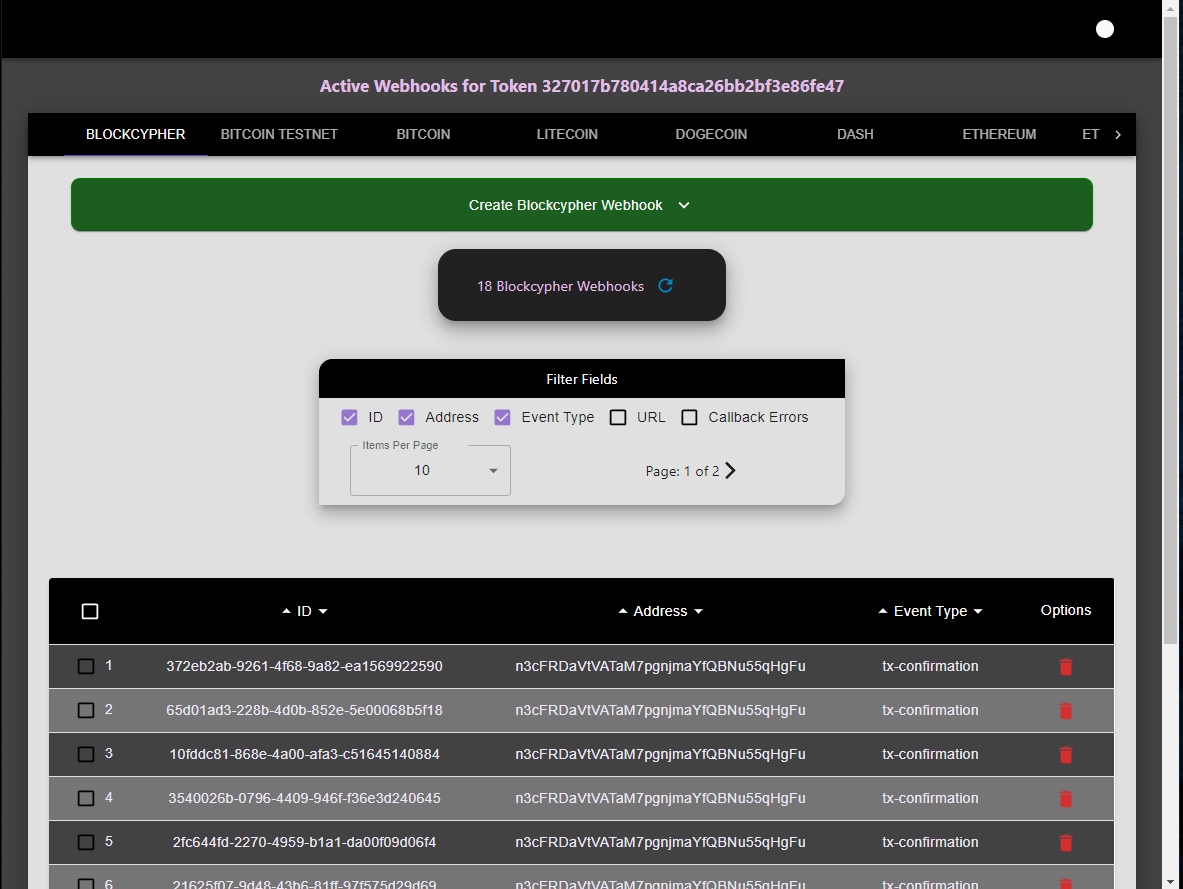 Active Webhooks for Token 327017b780414a8ca26bb2bf3e86fe47
BLOCKCYPHER BITCOIN TESTNET BITCOIN LITECOIN DOGECOIN DASH ETHEREUM ET
Create Blockcypher Webhook
18 Blockcypher Webhooks
Filter Fields
ID Address Event Type URL Callback Errors
Items Per Page
10 Page: 1 of 2
ID Address Event Type Options
1 372eb2ab-9261-4f68-9a82-ea1569922590 n3cFRDaVtVATaM7pgnjmaYfQBNu55qHgFu tx-confirmation
2 65d01ad3-228b-4d0b-852e-5e00068b5f18 n3cFRDaVtVATaM7pgnjmaYfQBNu55qHgFu tx-confirmation
3 10fddc81-868e-4a00-afa3-c51645140884 n3cFRDaVtVATaM7pgnjmaYfQBNu55qHgFu tx-confirmation
4 3540026b-0796-4409-946f-f36e3d240645 n3cFRDaVtVATaM7pgnjmaYfQBNu55qHgFu tx-confirmation
5 2fc644fd-2270-4959-b1a1-da00f09d06f4 n3cFRDaVtVATaM7pgnjmaYfQBNu55qHgFu tx-confirmation
6 21625f07-9d48-43b6-81ff-97f575d29d69 n3cFRDaVtVATaM7pgnjmaYfQBNu55qHgFu tx-confirmation